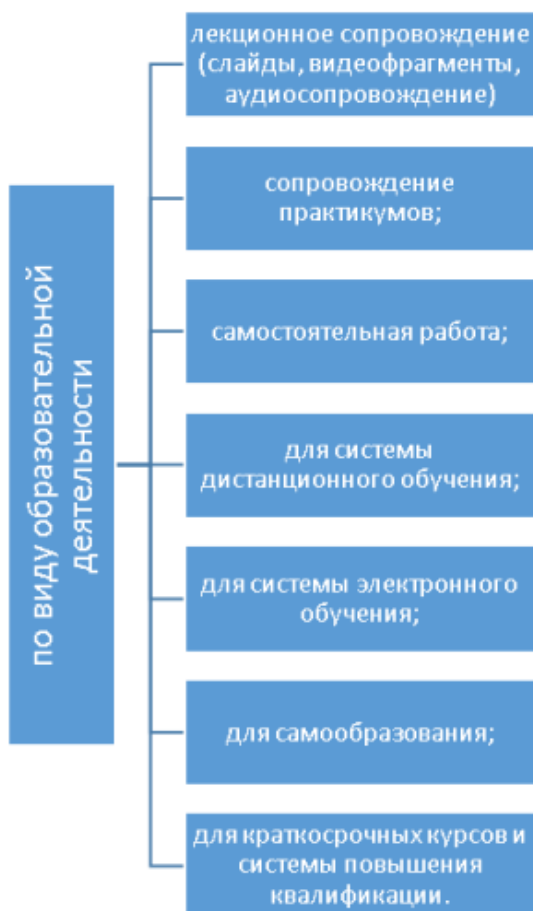 по виду образовательной
деятельности
лекционное сопровождение
(слайды, видеофрагменты,
аудиосопровождение)
сопровождение
практикумов;
самостоятельная работа;
для системы
дистанционного обучения;
для системы электронного
обучения;
для самообразования;
для краткосрочных курсов и
системы повышения
квалификации.